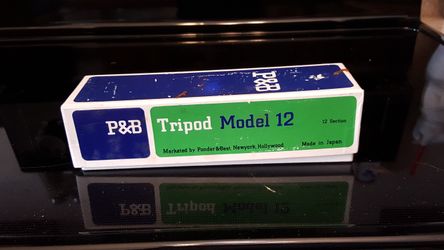 P&B
P&B
Tripod Model 12
12 Section
Marketed by Ponder & Best, Newyork, Hollywood
Made in Japan